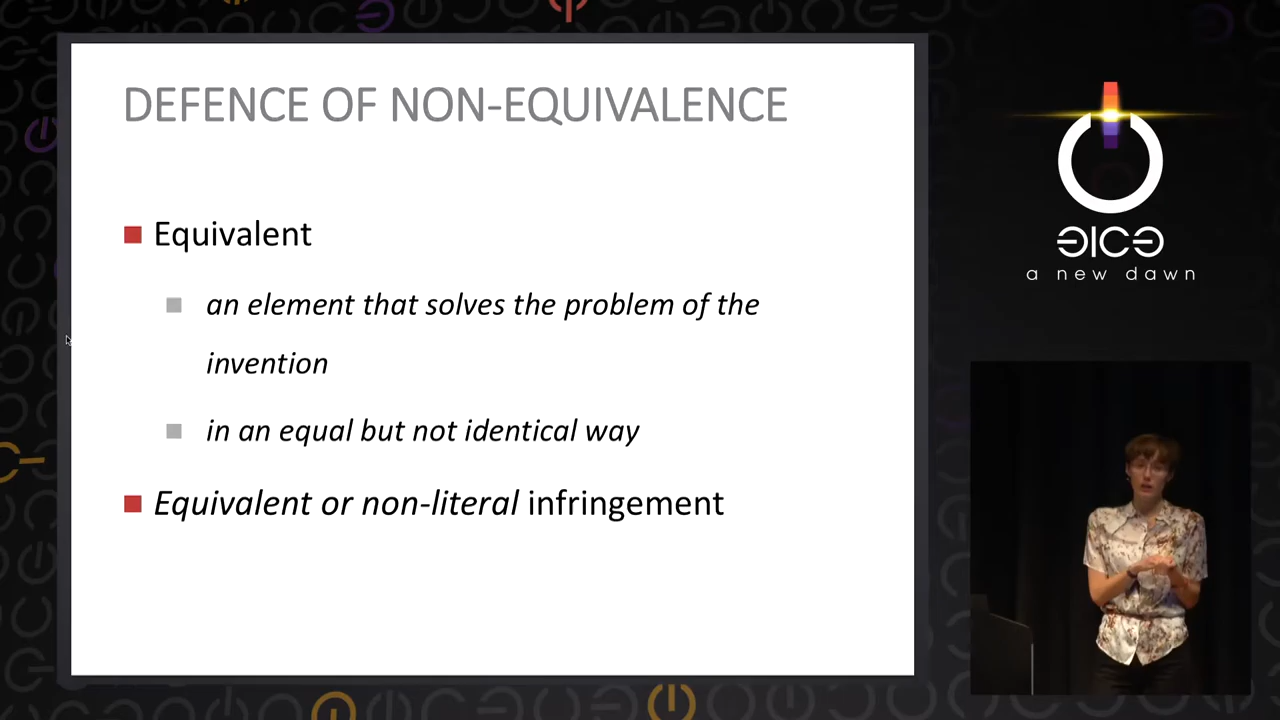 DEFENCE OF NON-EQUIVALENCE
Equivalent
an element that solves the problem of the
invention
in an equal but not identical way
Equivalent or non-literal infringement
ɘICɘ
a new dawn